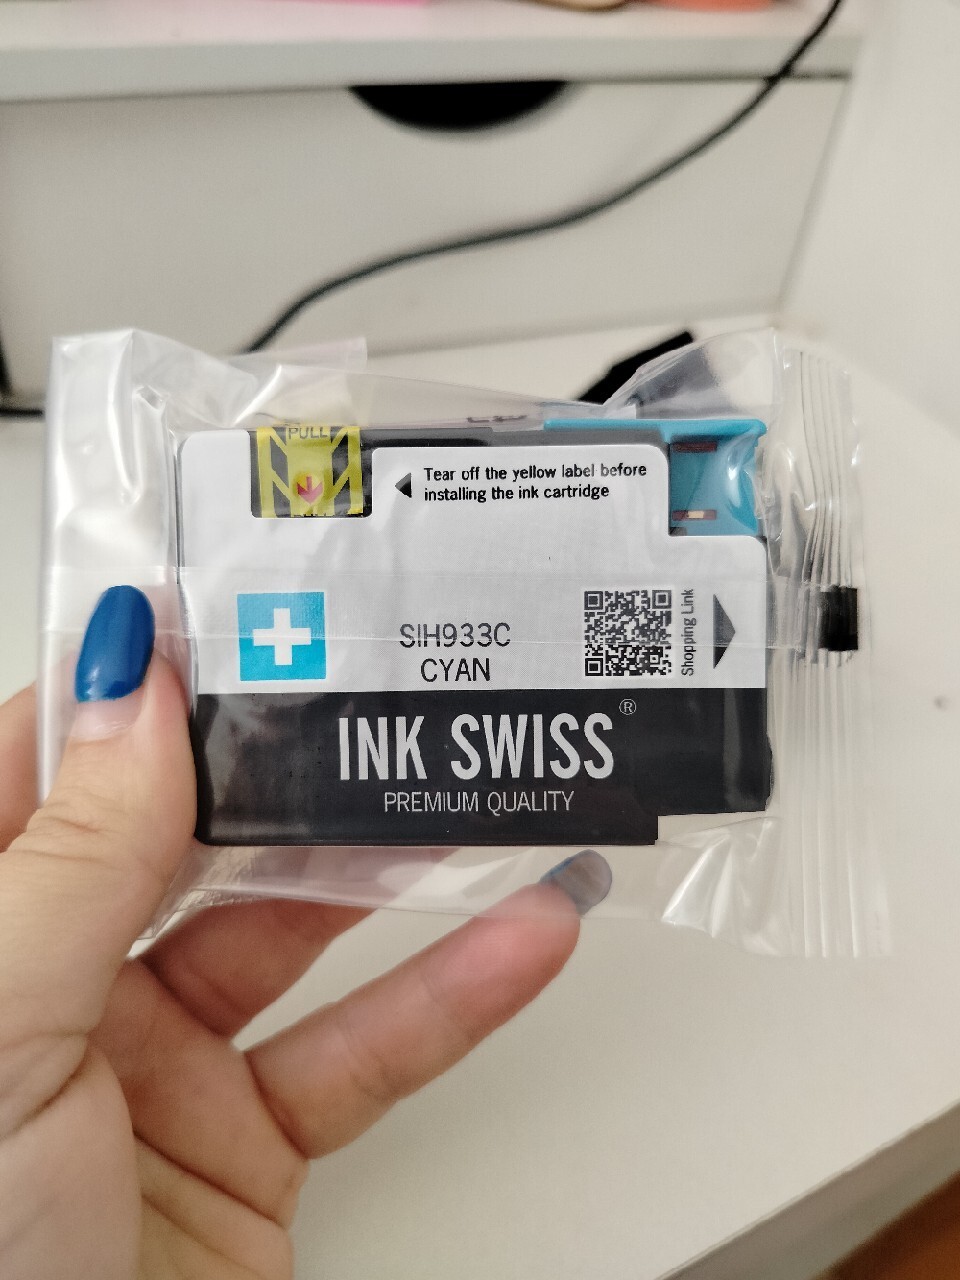 PULL
Tear off the yellow label before
installing the ink cartridge
SIH933C
CYAN
Shopping Link
INK SWISS®
PREMIUM QUALITY